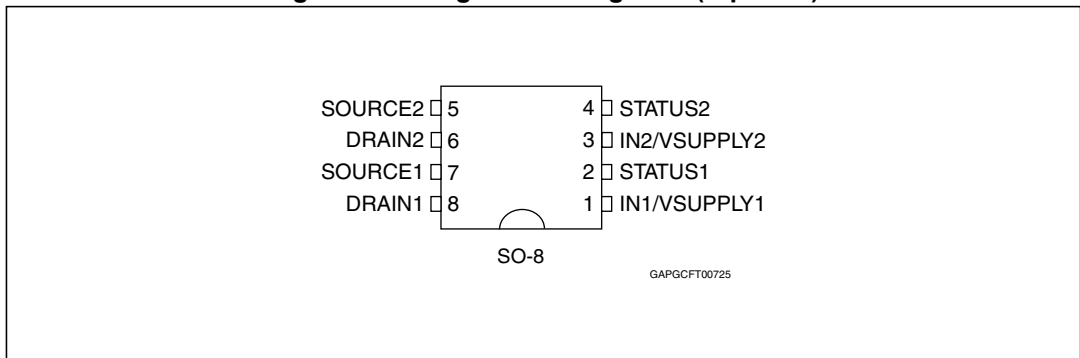 SOURCE2 5 4 STATUS2
DRAIN2 6 3 IN2/VSUPPLY2
SOURCE1 7 2 STATUS1
DRAIN1 8 1 IN1/VSUPPLY1
SO-8
GAPGCFT00725